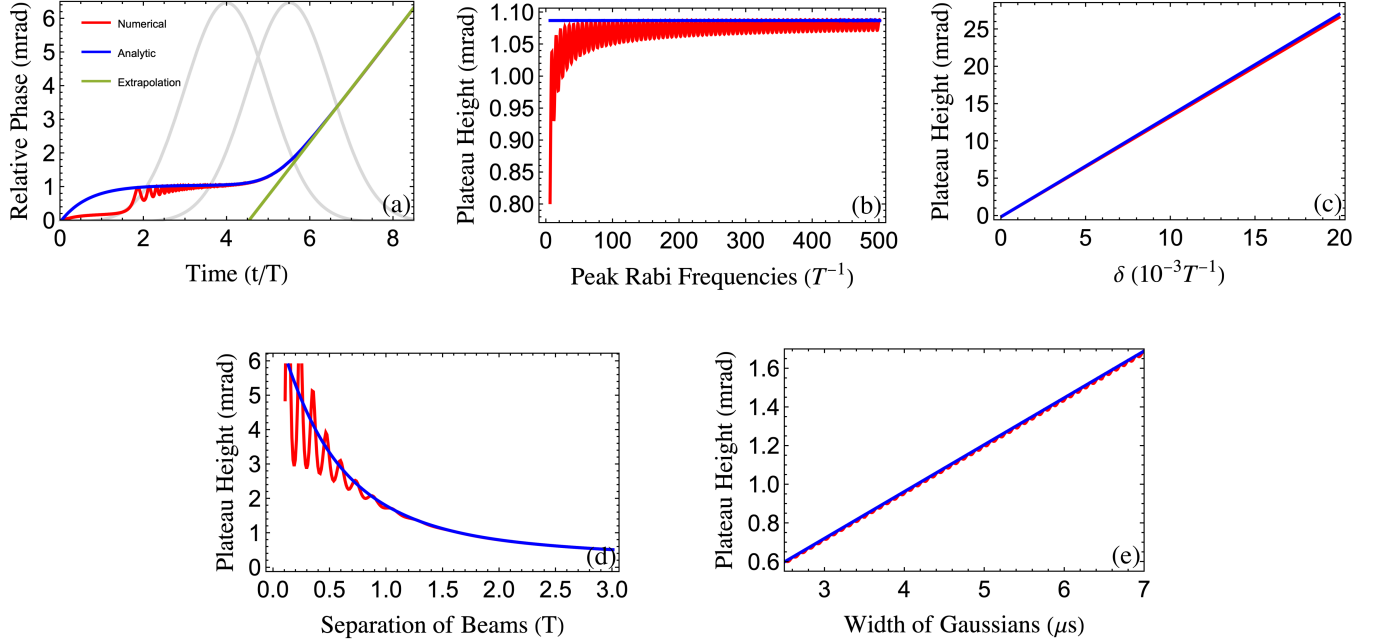 Relative Phase (mrad)
6
5
4
3
2
1
0
Numerical
Analytic
Extrapolation
(a)
0 2 4 6 8
Time (t/T)
Plateau Height (mrad)
1.10
1.05
1.00
0.95
0.90
0.85
0.80
(b)
0 100 200 300 400 500
Peak Rabi Frequencies (T⁻¹)
Plateau Height (mrad)
25
20
15
10
5
0
(c)
0 5 10 15 20
δ (10⁻³T⁻¹)
Plateau Height (mrad)
6
5
4
3
2
1
0
(d)
0.0 0.5 1.0 1.5 2.0 2.5 3.0
Separation of Beams (T)
Plateau Height (mrad)
1.6
1.4
1.2
1.0
0.8
0.6
(e)
3 4 5 6 7
Width of Gaussians (μs)